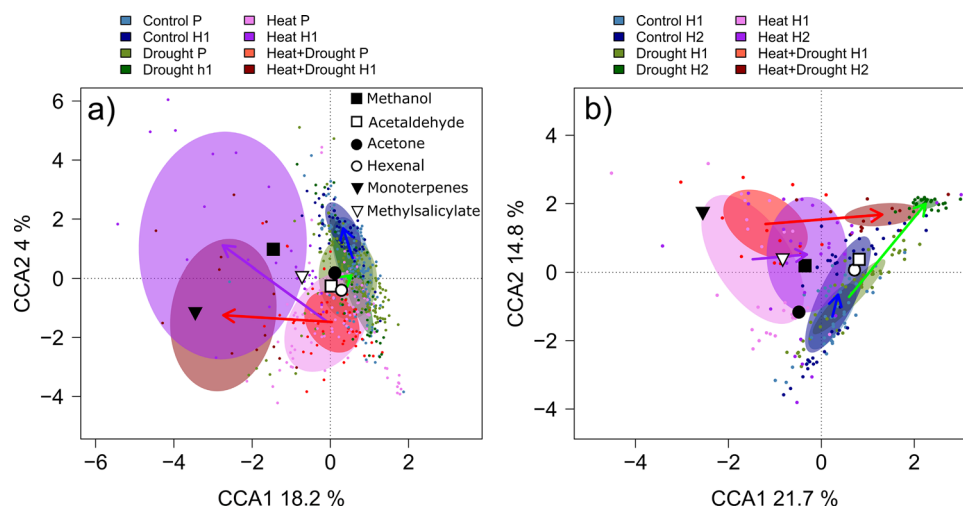 Control P
Control H1
Drought P
Drought h1
Heat P
Heat H1
Heat+Drought P
Heat+Drought H1
a)
Methanol
Acetaldehyde
Acetone
Hexenal
Monoterpenes
Methylsalicylate
CCA2 4 %
6
4
2
0
−2
−4
−6
−4
−2
0
2
CCA1 18.2 %
Control H1
Control H2
Drought H1
Drought H2
Heat H1
Heat H2
Heat+Drought H1
Heat+Drought H2
b)
CCA2 14.8 %
4
2
0
−2
−4
−4
−2
0
2
CCA1 21.7 %